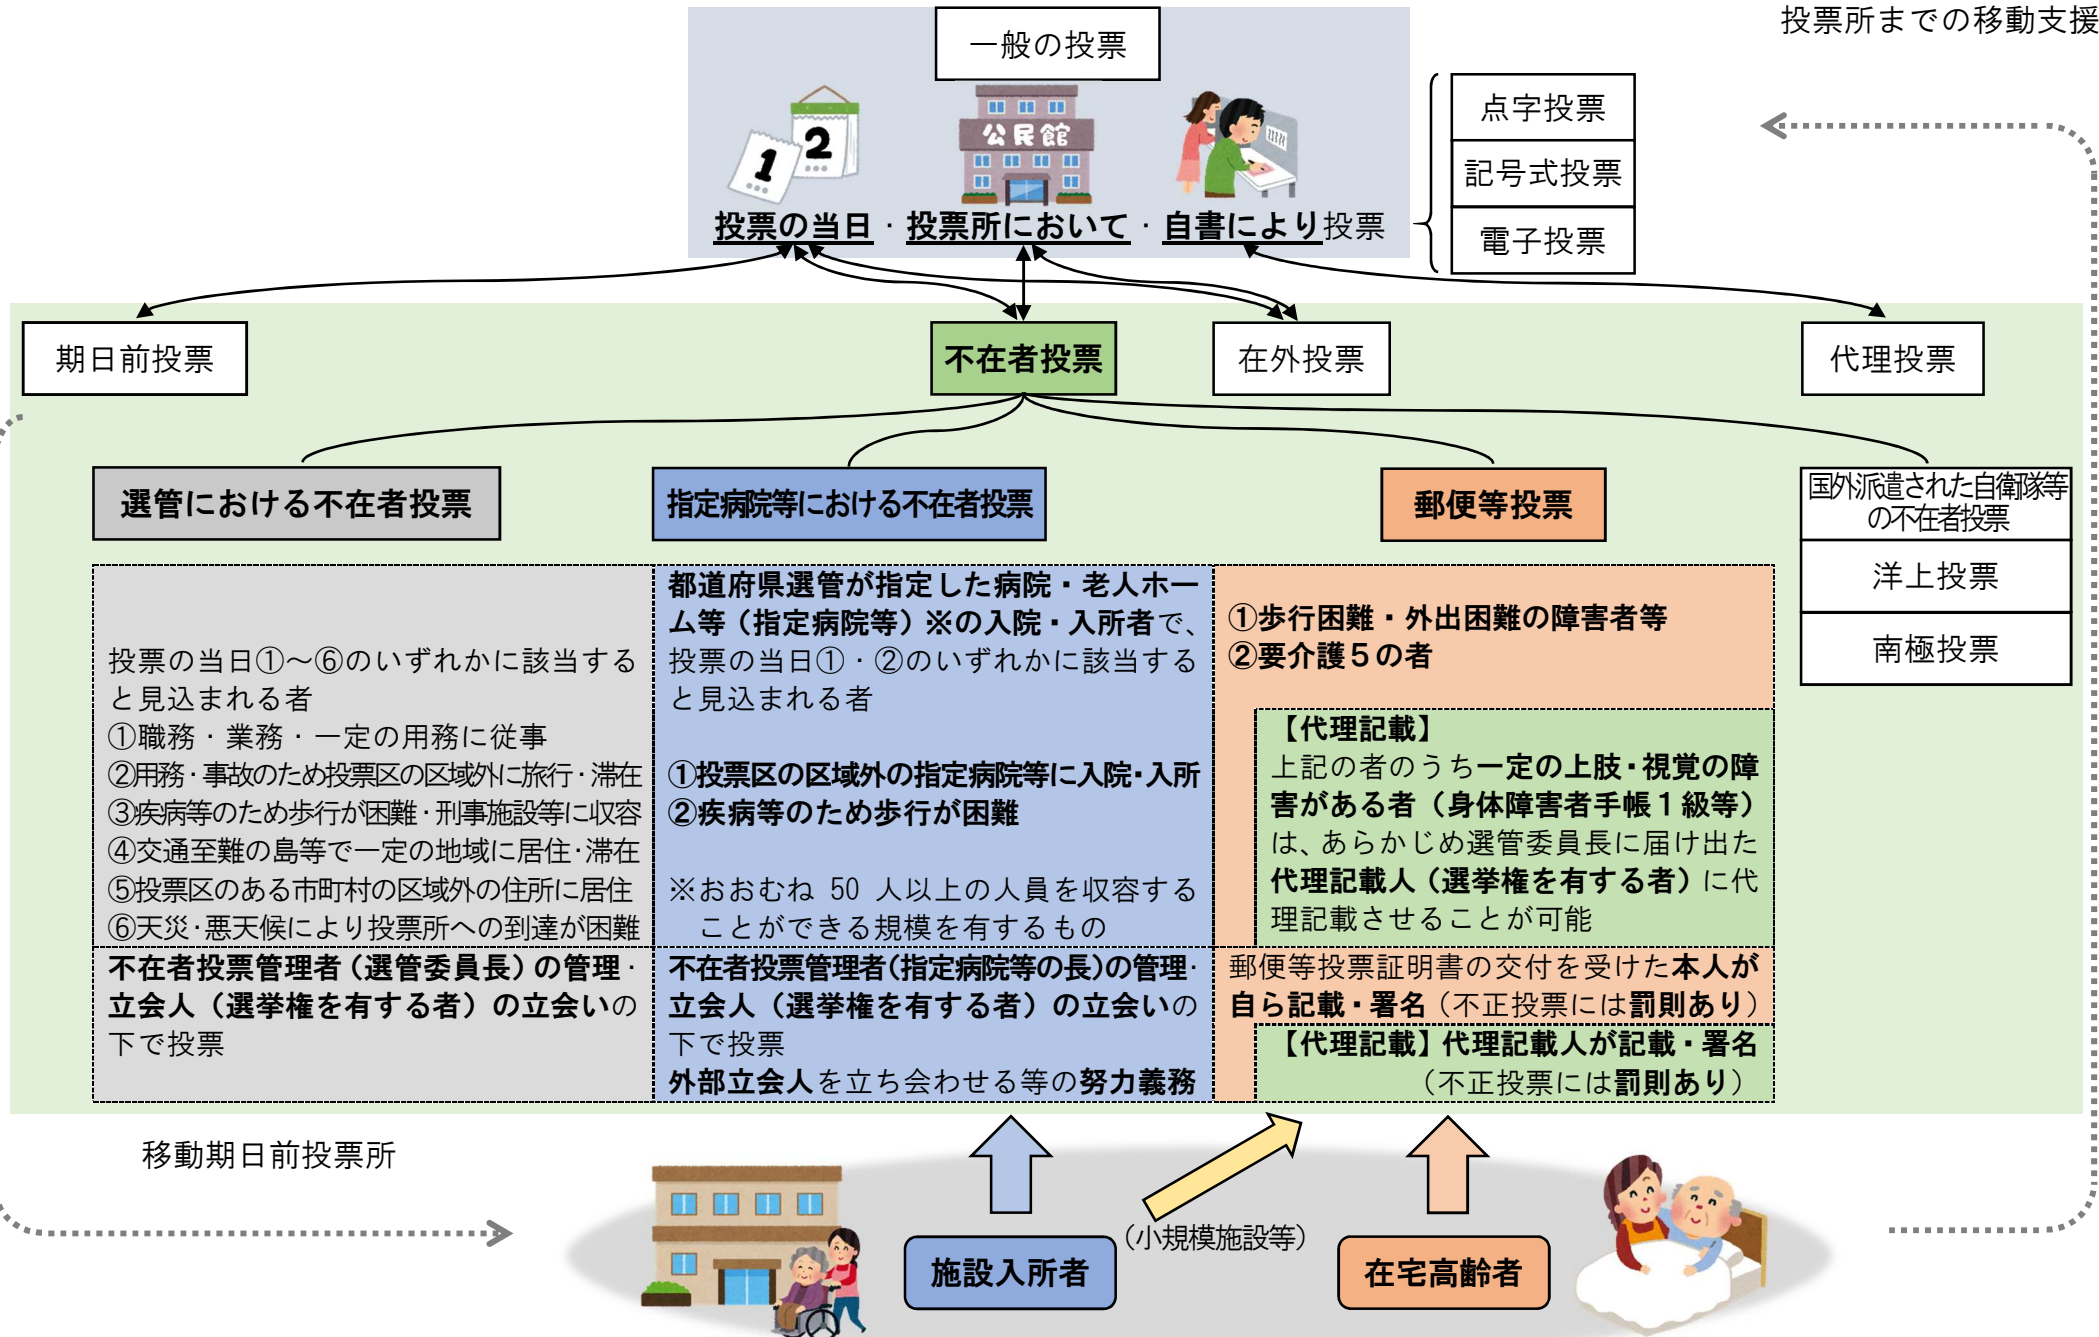 投票所までの移動支援
一般の投票
1
2
公民館
投票の当日・投票所において・自書により投票
点字投票
記号式投票
電子投票
期日前投票
不在者投票
在外投票
代理投票
選管における不在者投票
指定病院等における不在者投票
郵便等投票
国外派遣された自衛隊等
の不在者投票
洋上投票
南極投票
投票の当日①～⑥のいずれかに該当する
と見込まれる者
①職務・業務・一定の用務に従事
②用務・事故のため投票区の区域外に旅行・滞在
③疾病等のため歩行が困難・刑事施設等に収容
④交通至難の島等で一定の地域に居住・滞在
⑤投票区のある市町村の区域外の住所に居住
⑥天災・悪天候により投票所への到達が困難
不在者投票管理者（選管委員長）の管理・
立会人（選挙権を有する者）の立会いの
下で投票
都道府県選管が指定した病院・老人ホー
ム等（指定病院等）※の入院・入所者で、
投票の当日①・②のいずれかに該当する
と見込まれる者
①投票区の区域外の指定病院等に入院・入所
②疾病等のため歩行が困難
※おおむね 50 人以上の人員を収容する
ことができる規模を有するもの
不在者投票管理者（指定病院等の長）の管理・
立会人（選挙権を有する者）の立会いの
下で投票
外部立会人を立ち会わせる等の努力義務
①歩行困難・外出困難の障害者等
②要介護５の者
【代理記載】
上記の者のうち一定の上肢・視覚の障
害がある者（身体障害者手帳１級等）
は、あらかじめ選管委員長に届け出た
代理記載人（選挙権を有する者）に代
理記載させることが可能
郵便等投票証明書の交付を受けた本人が
自ら記載・署名（不正投票には罰則あり）
【代理記載】代理記載人が記載・署名
（不正投票には罰則あり）
移動期日前投票所
施設入所者
（小規模施設等）
在宅高齢者